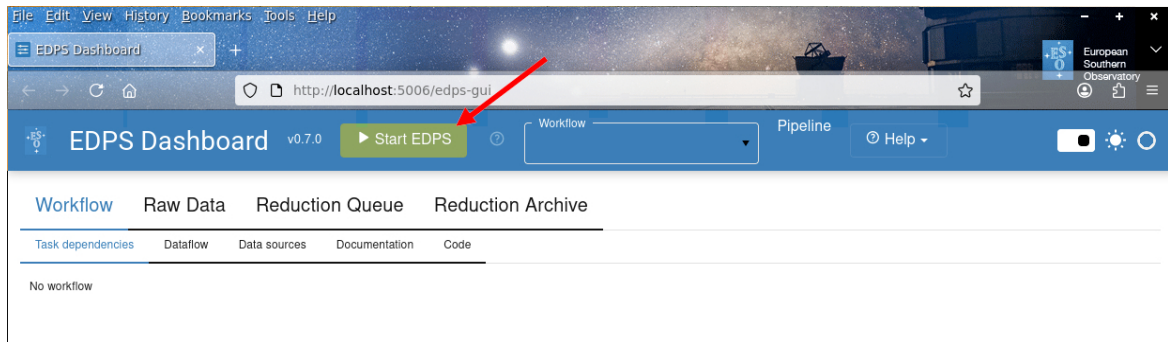 File Edit View History Bookmarks Tools Help
EDPS Dashboard × +
ES
O
European
Southern
Observatory
http://localhost:5006/edps-gui
EDPS Dashboard v0.7.0 Start EDPS Workflow Pipeline Help
Workflow Raw Data Reduction Queue Reduction Archive
Task dependencies Dataflow Data sources Documentation Code
No workflow